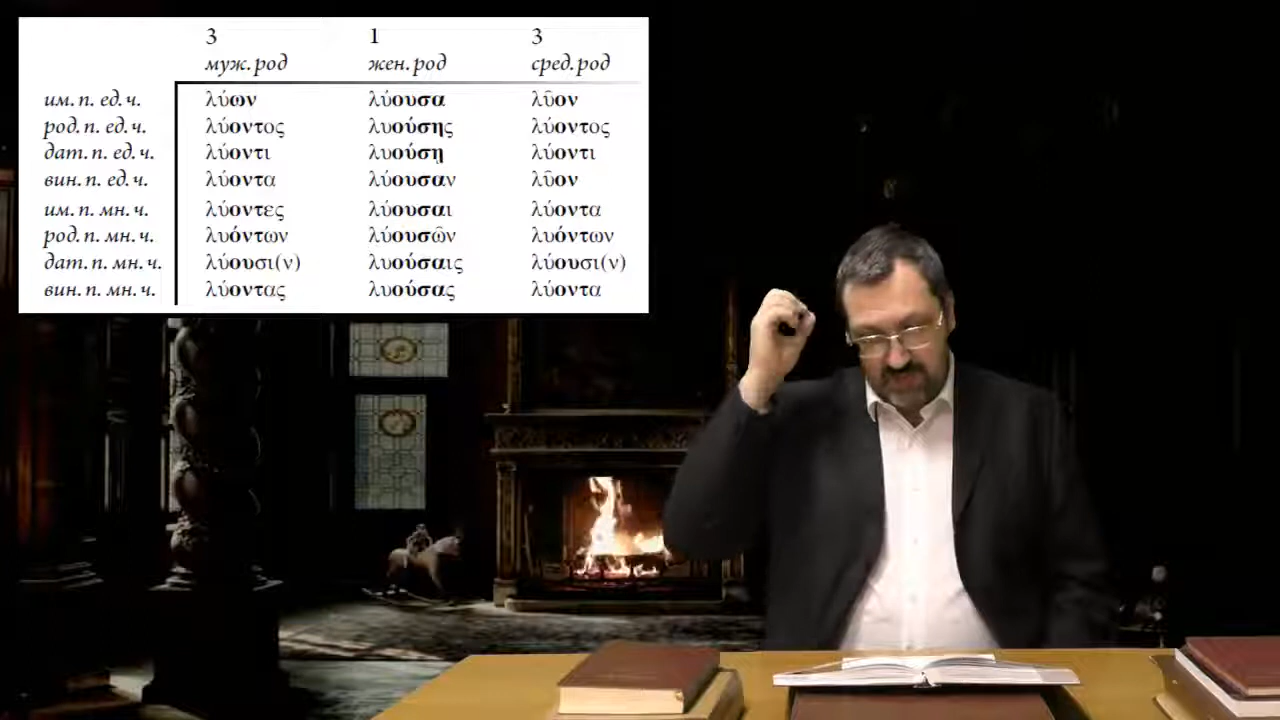 3 1 3
муж. род жен. род сред. род
им. п. ед. ч. λύων λύουσα λῦον
род. п. ед. ч. λύοντος λυούσης λύοντος
дат. п. ед. ч. λύοντι λυούσῃ λύοντι
вин. п. ед. ч. λύοντα λύουσαν λῦον
им. п. мн. ч. λύοντες λύουσαι λύοντα
род. п. мн. ч. λυόντων λύουσῶν λυόντων
дат. п. мн. ч. λύουσι(ν) λυούσαις λύουσι(ν)
вин. п. мн. ч. λύοντας λυούσας λύοντα